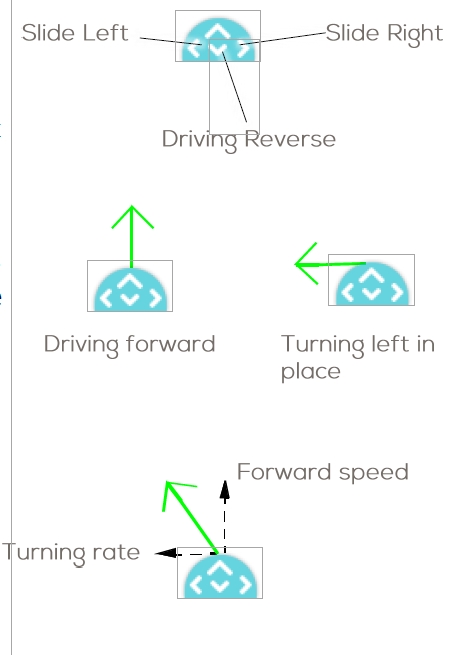 Slide Left
Slide Right
Driving Reverse
Driving forward
Turning left in
place
Forward speed
Turning rate